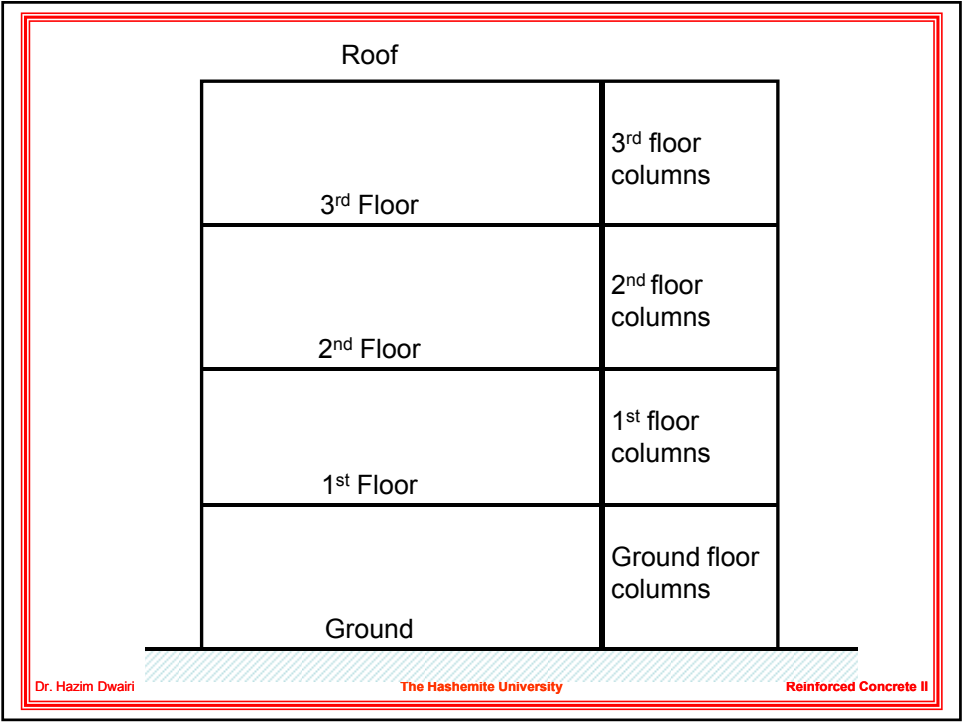 Roof
3rd floor
columns
3rd Floor
2nd floor
columns
2nd Floor
1st floor
columns
1st Floor
Ground floor
columns
Ground
Dr. Hazim Dwairi
The Hashemite University
Reinforced Concrete II